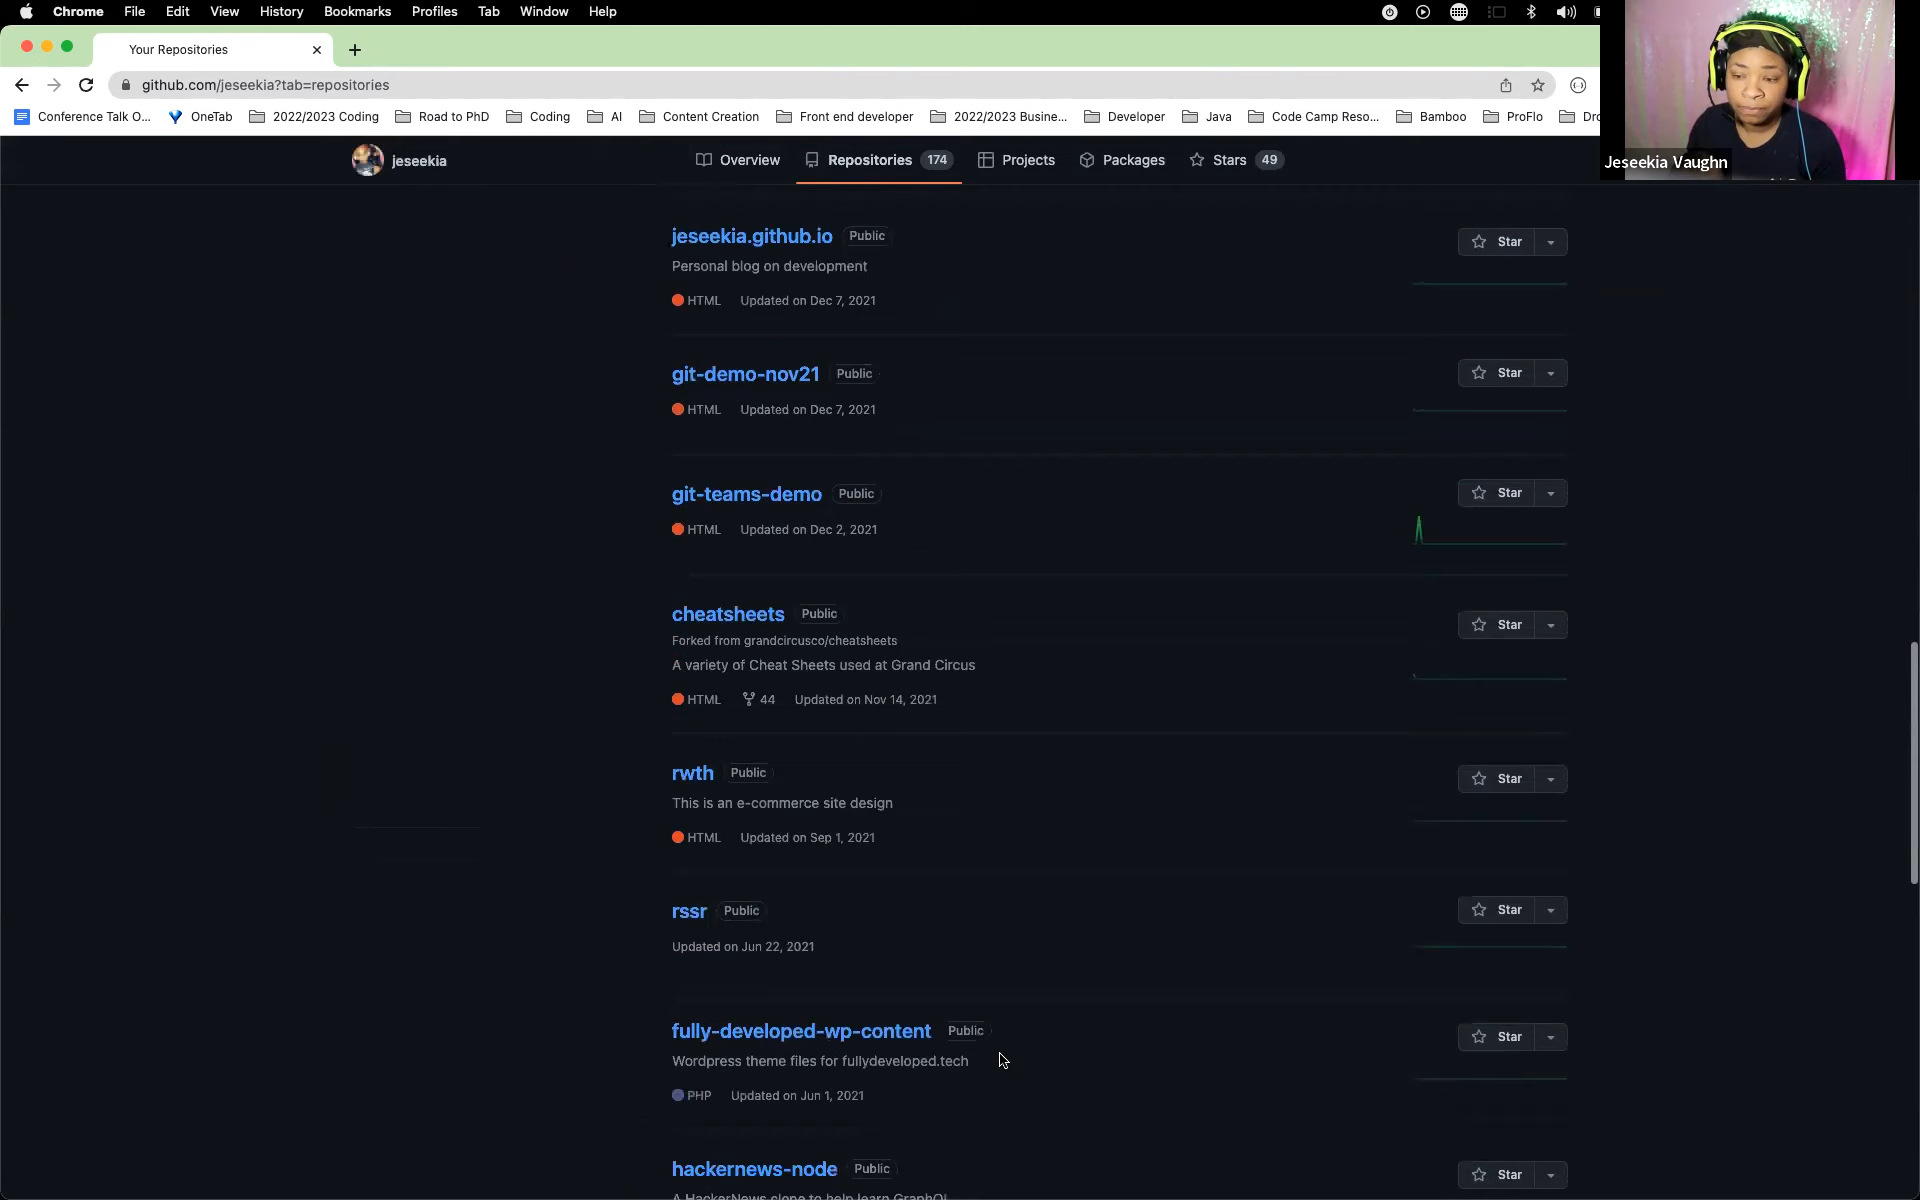 Chrome File Edit View History Bookmarks Profiles Tab Window Help
Your Repositories
github.com/jeseekia?tab=repositories
Conference Talk O... OneTab 2022/2023 Coding Road to PhD Coding AI Content Creation Front end developer 2022/2023 Busine... Developer Java Code Camp Reso... Bamboo ProFlo Dro
Jeseekia Vaughn
jeseekia Overview Repositories 174 Projects Packages Stars 49
jeseekia.github.io Public Star
Personal blog on development
HTML Updated on Dec 7, 2021
git-demo-nov21 Public Star
HTML Updated on Dec 7, 2021
git-teams-demo Public Star
HTML Updated on Dec 2, 2021
cheatsheets Public Star
Forked from grandcircusco/cheatsheets
A variety of Cheat Sheets used at Grand Circus
HTML 44 Updated on Nov 14, 2021
rwth Public Star
This is an e-commerce site design
HTML Updated on Sep 1, 2021
rssr Public Star
Updated on Jun 22, 2021
fully-developed-wp-content Public Star
Wordpress theme files for fullydeveloped.tech
PHP Updated on Jun 1, 2021
hackernews-node Public Star
A HackerNews clone to help learn GraphQL